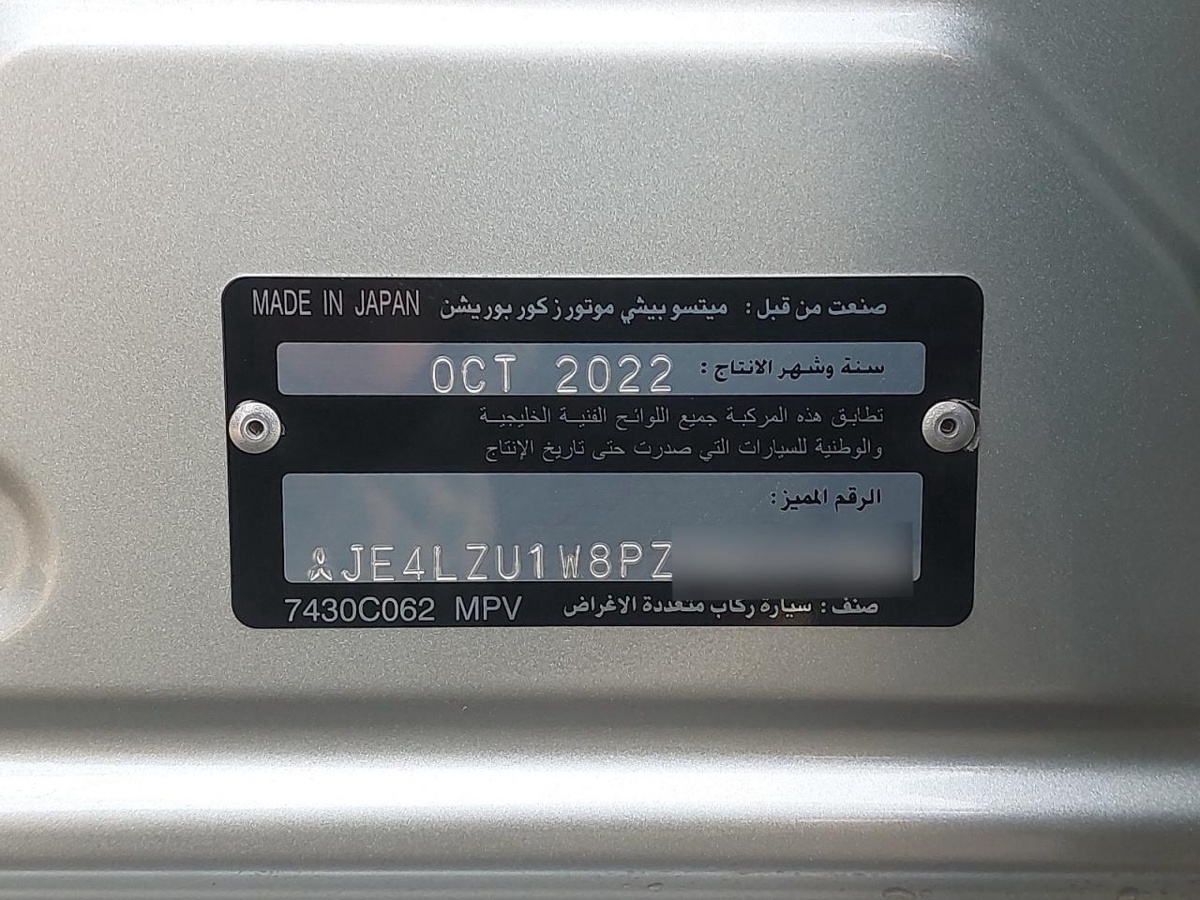 صنعت من قبل: ميتسوبيشي موتورز كوربوريشن MADE IN JAPAN
سنة وشهر الانتاج: OCT 2022
تطابق هذه المركبة جميع اللوائح الفنية الخليجية
والوطنية للسيارات التي صدرت حتى تاريخ الإنتاج
الرقم المميز:
JE4LZU1W8PZ
صنف: سيارة ركاب متعددة الاغراض 7430C062 MPV